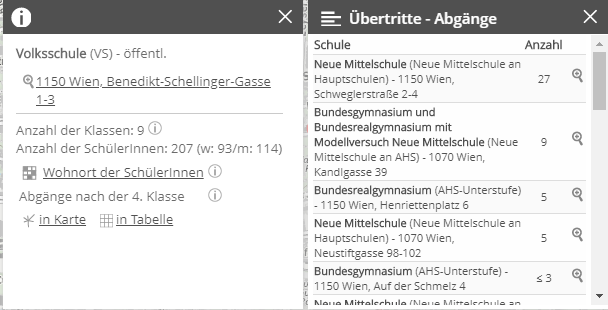 Volksschule (VS) - öffentl.
1150 Wien, Benedikt-Schellinger-Gasse
1-3
Anzahl der Klassen: 9
Anzahl der SchülerInnen: 207 (w: 93/m: 114)
Wohnort der SchülerInnen
Abgänge nach der 4. Klasse
in Karte in Tabelle
Übertritte - Abgänge
Schule Anzahl
Neue Mittelschule (Neue Mittelschule an
Hauptschulen) - 1150 Wien, 27
Schweglerstraße 2-4
Bundesgymnasium und
Bundesrealgymnasium mit
Modellversuch Neue Mittelschule (Neue 9
Mittelschule an AHS) - 1070 Wien,
Kandlgasse 39
Bundesrealgymnasium (AHS-Unterstufe) 5
- 1150 Wien, Henriettenplatz 6
Neue Mittelschule (Neue Mittelschule an
Hauptschulen) - 1070 Wien, 5
Neustiftgasse 98-102
Bundesgymnasium (AHS-Unterstufe) - ≤ 3
1150 Wien, Auf der Schmelz 4
Neue Mittelschule (Neue Mittelschule an